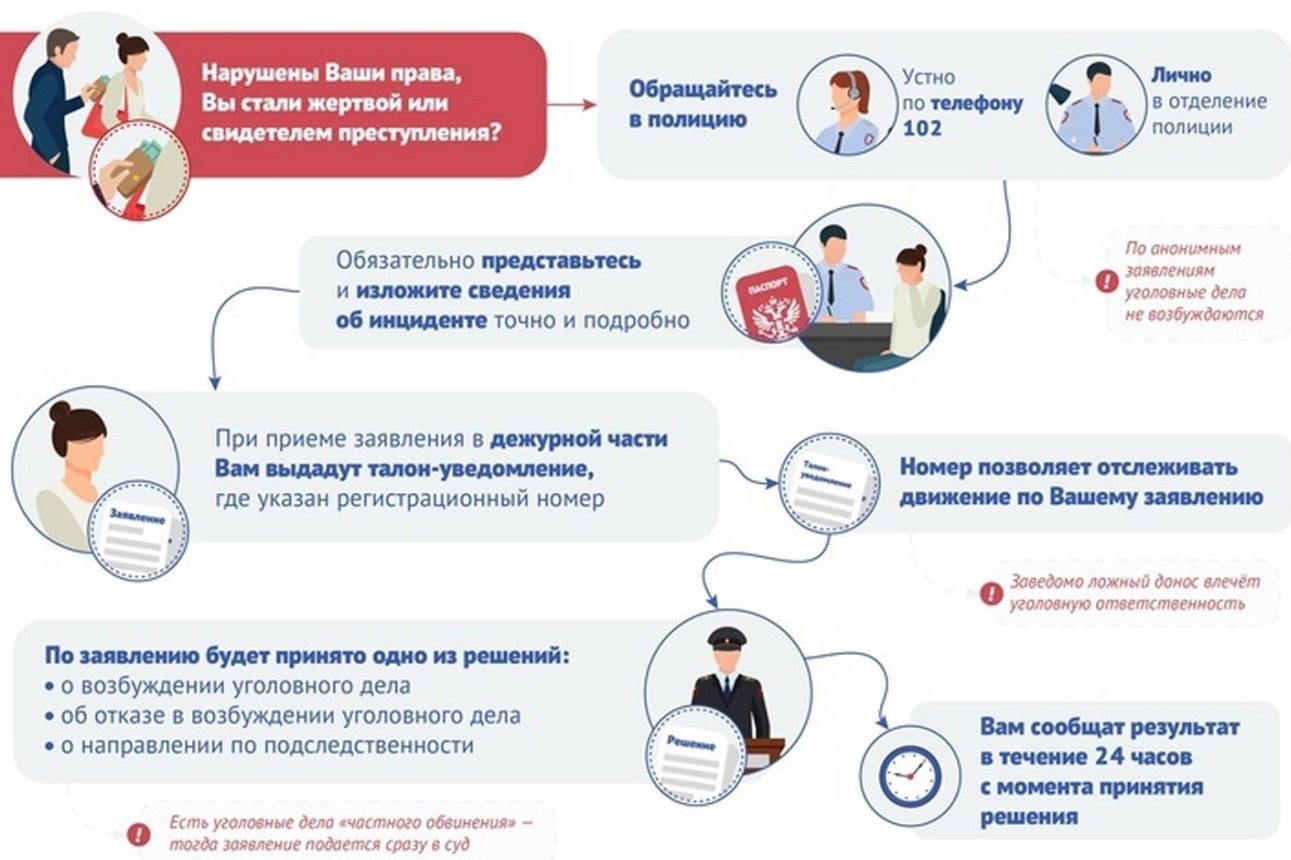 Нарушены Ваши права,
Вы стали жертвой или
свидетелем преступления?
Обращайтесь
в полицию
Устно
по телефону
102
Лично
в отделение
полиции
По анонимным
заявлениям
уголовные дела
не возбуждаются
Обязательно представьтесь
и изложите сведения
об инциденте точно и подробно
ПАСПОРТ
При приеме заявления в дежурной части
Вам выдадут талон-уведомление,
где указан регистрационный номер
Заявление
Талон-
уведомление
Номер позволяет отслеживать
движение по Вашему заявлению
Заведомо ложный донос влечёт
уголовную ответственность
По заявлению будет принято одно из решений:
• о возбуждении уголовного дела
• об отказе в возбуждении уголовного дела
• о направлении по подследственности
Решение
Вам сообщат результат
в течение 24 часов
с момента принятия
решения
Есть уголовные дела «частного обвинения» —
тогда заявление подается сразу в суд